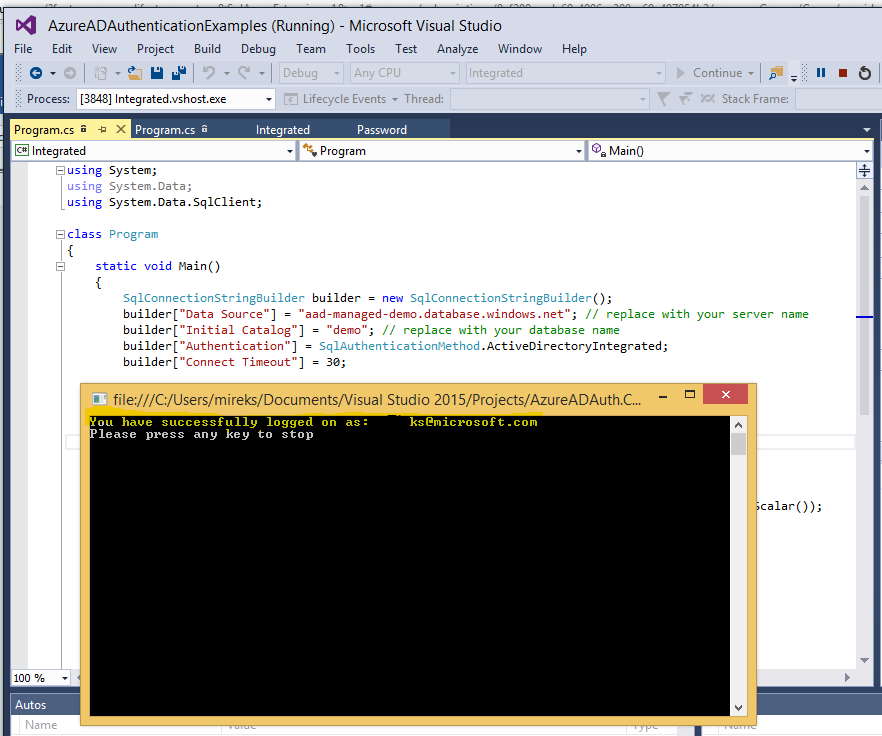 AzureADAuthenticationExamples (Running) - Microsoft Visual Studio
File Edit View Project Build Debug Team Tools Test Analyze Window Help
Debug Any CPU Integrated Continue
Process: [3848] Integrated.vshost.exe Lifecycle Events Thread: Stack Frame:
Program.cs Program.cs Integrated Password
C# Integrated Program Main()
using System;
using System.Data;
using System.Data.SqlClient;
class Program
{
static void Main()
{
SqlConnectionStringBuilder builder = new SqlConnectionStringBuilder();
builder["Data Source"] = "aad-managed-demo.database.windows.net"; // replace with your server name
builder["Initial Catalog"] = "demo"; // replace with your database name
builder["Authentication"] = SqlAuthenticationMethod.ActiveDirectoryIntegrated;
builder["Connect Timeout"] = 30;
file:///C:/Users/mireks/Documents/Visual Studio 2015/Projects/AzureADAuth.C...
You have successfully logged on as: ks@microsoft.com
Please press any key to stop
Scalar());
100 %
Autos
Name Value Type Name